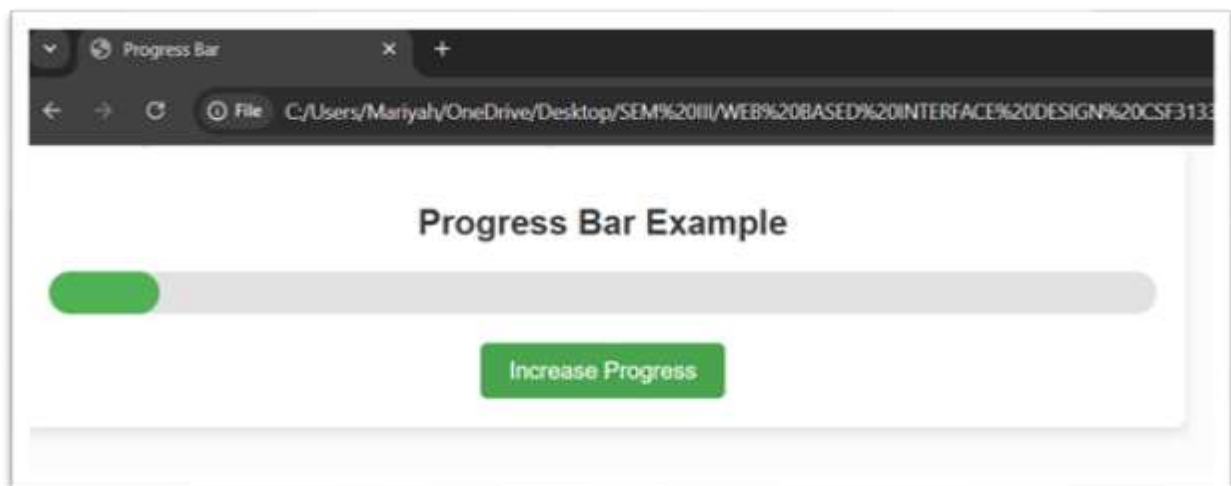 Progress Bar
File C:/Users/Mariyah/OneDrive/Desktop/SEM%20III/WEB%20BASED%20INTERFACE%20DESIGN%20CSF3133
Progress Bar Example
Increase Progress